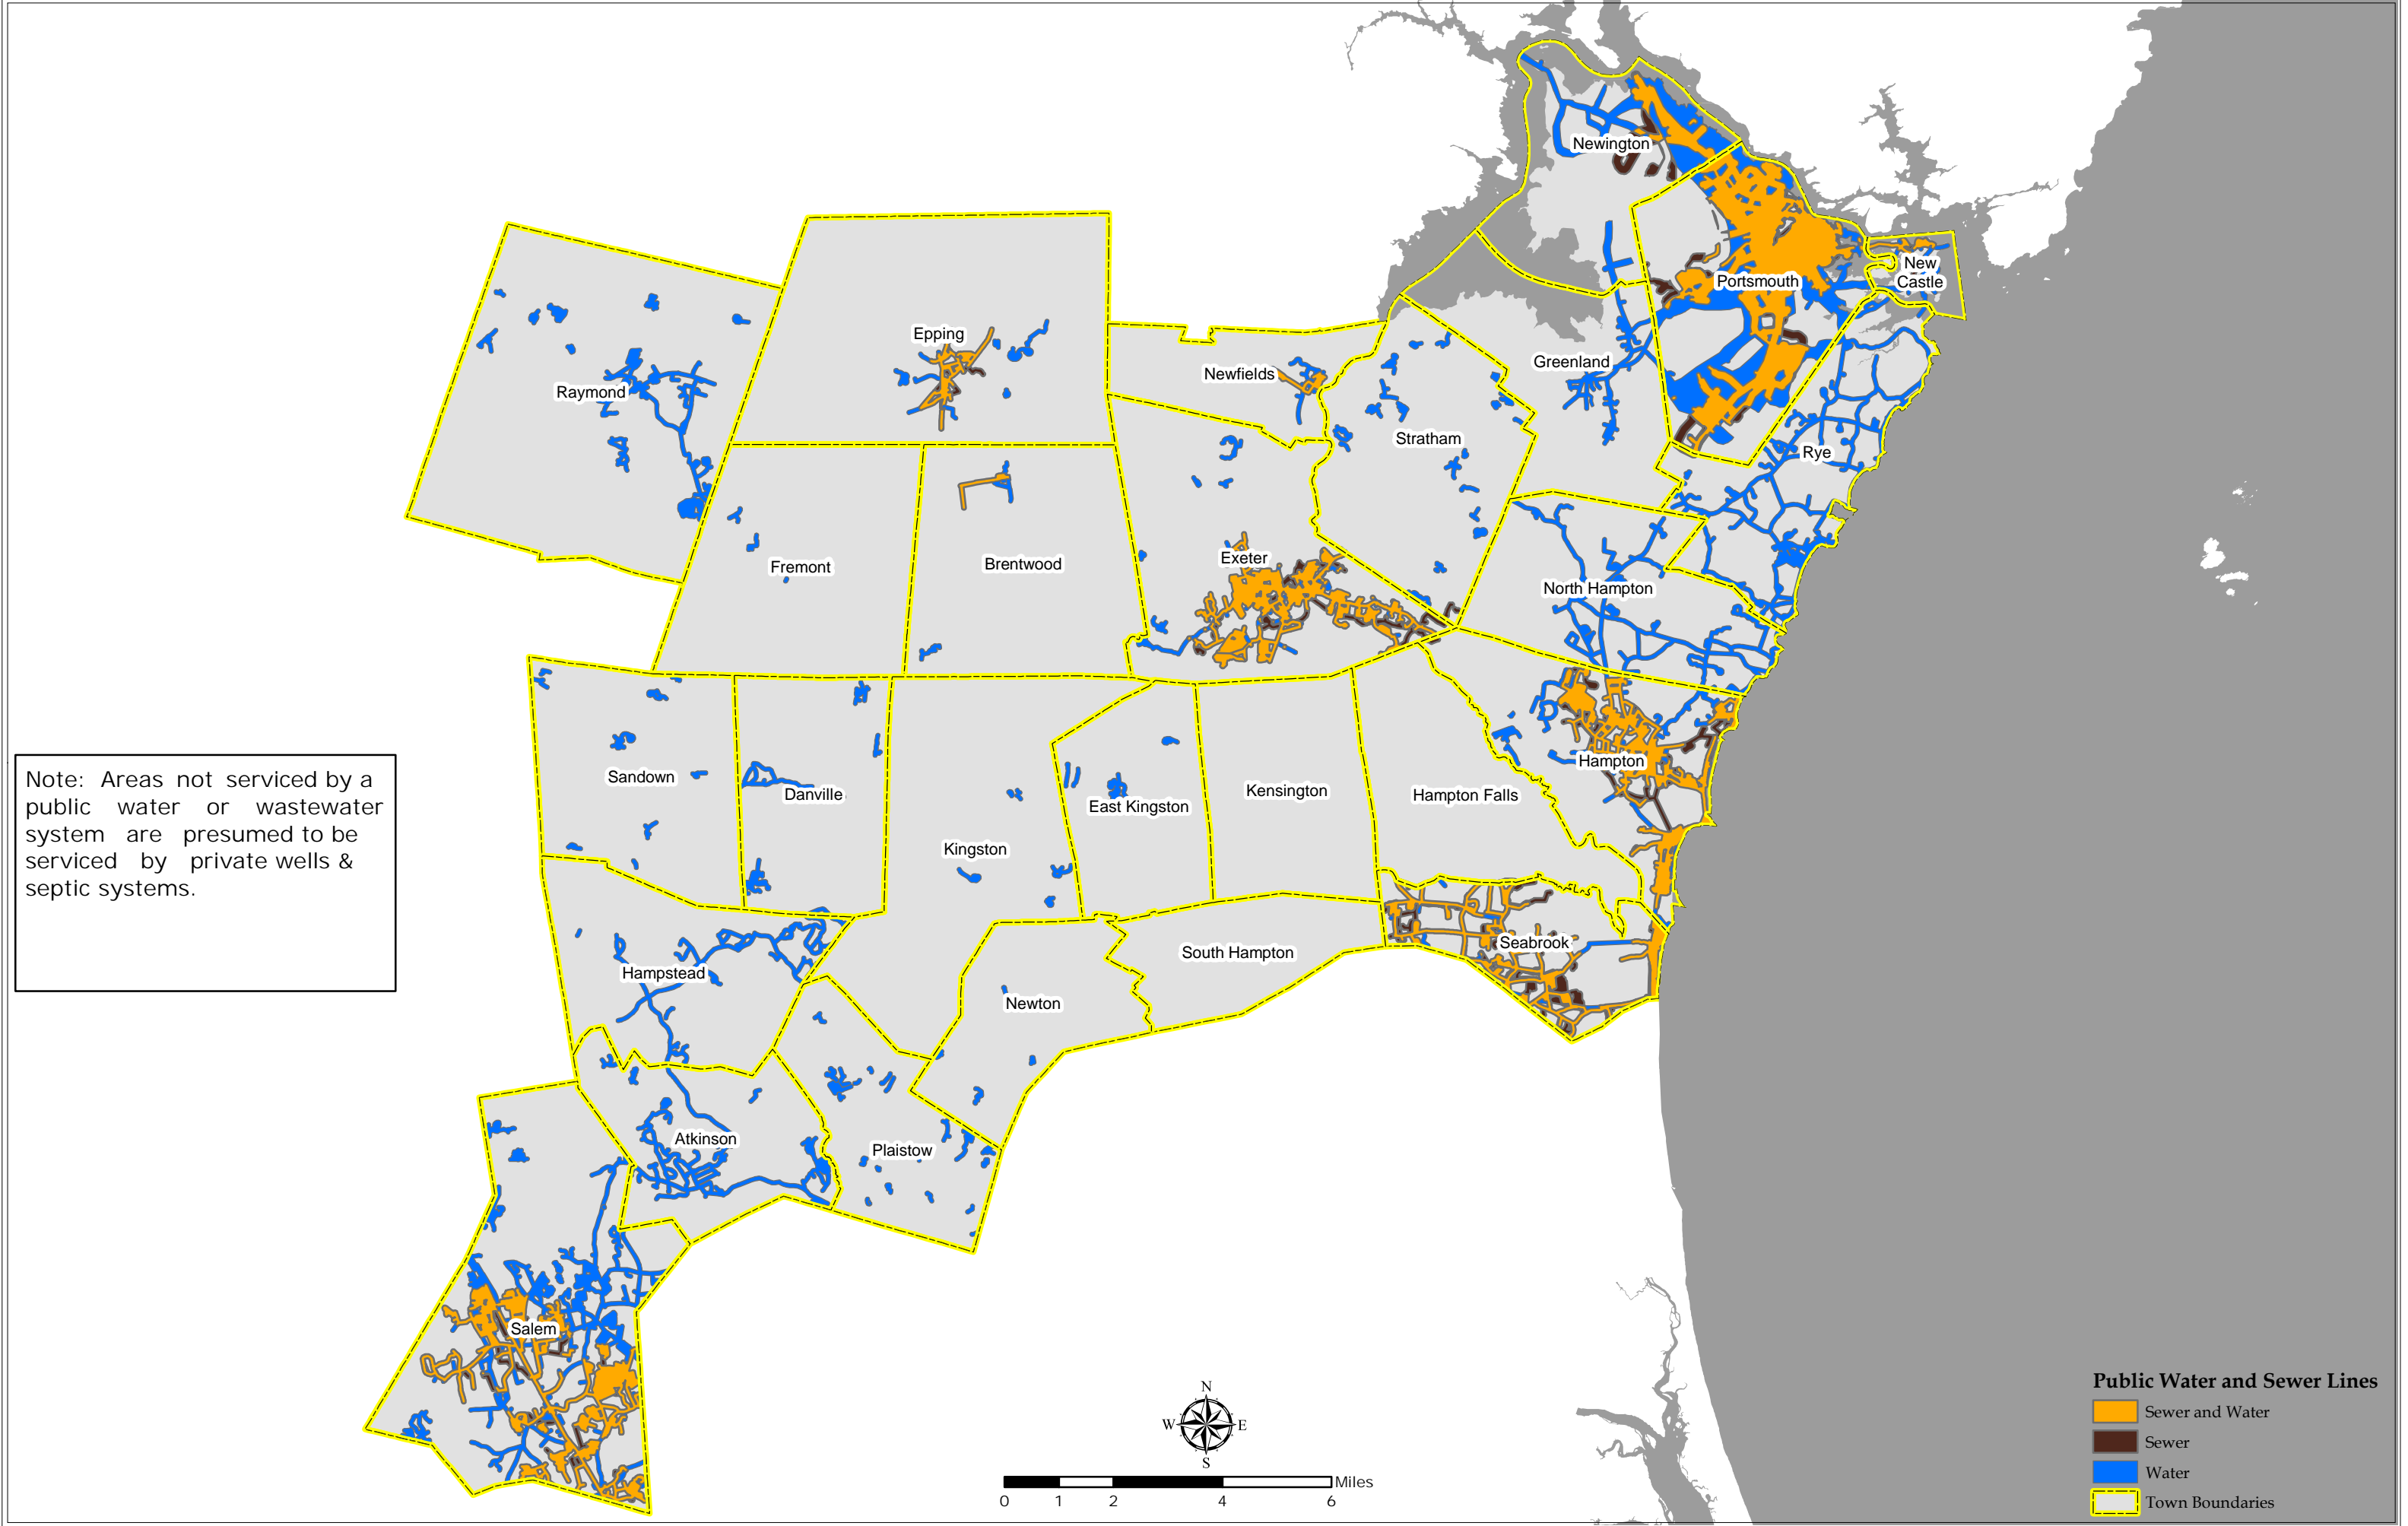 Newington
New
Castle
Portsmouth
Epping
Greenland
Newfields
Raymond
Stratham
Rye
Exeter
Brentwood
Fremont
North Hampton
Note: Areas not serviced by a
public water or wastewater
system are presumed to be
serviced by private wells &
septic systems.
Sandown
Danville
East Kingston
Kensington
Hampton Falls
Hampton
Kingston
Seabrook
South Hampton
Hampstead
Newton
Atkinson
Plaistow
Salem
N
W E
S
Miles
0 1 2 4 6
Public Water and Sewer Lines
Sewer and Water
Sewer
Water
Town Boundaries